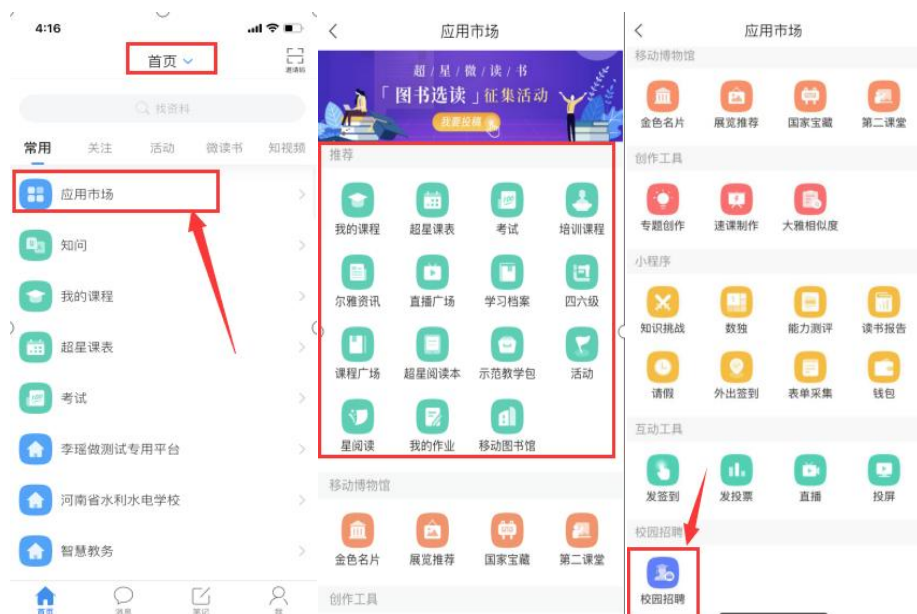 4:16
首页
邀请码
找资料
常用 关注 活动 微读书 知视频
应用市场
知问
我的课程
超星课表
考试
李瑶做测试专用平台
河南省水利水电学校
智慧教务
首页 消息 笔记 我
应用市场
超/星/微/读/书
「图书选读」征集活动
我要投稿
推荐
我的课程 超星课表 考试 培训课程
尔雅资讯 直播广场 学习档案 四六级
课程广场 超星阅读本 示范教学包 活动
星阅读 我的作业 移动图书馆
移动博物馆
金色名片 展览推荐 国家宝藏 第二课堂
创作工具
应用市场
移动博物馆
金色名片 展览推荐 国家宝藏 第二课堂
创作工具
专题创作 速课制作 大雅相似度
小程序
知识挑战 数独 能力测评 读书报告
请假 外出签到 表单采集 钱包
互动工具
发签到 发投票 直播 投屏
校园招聘
校园招聘